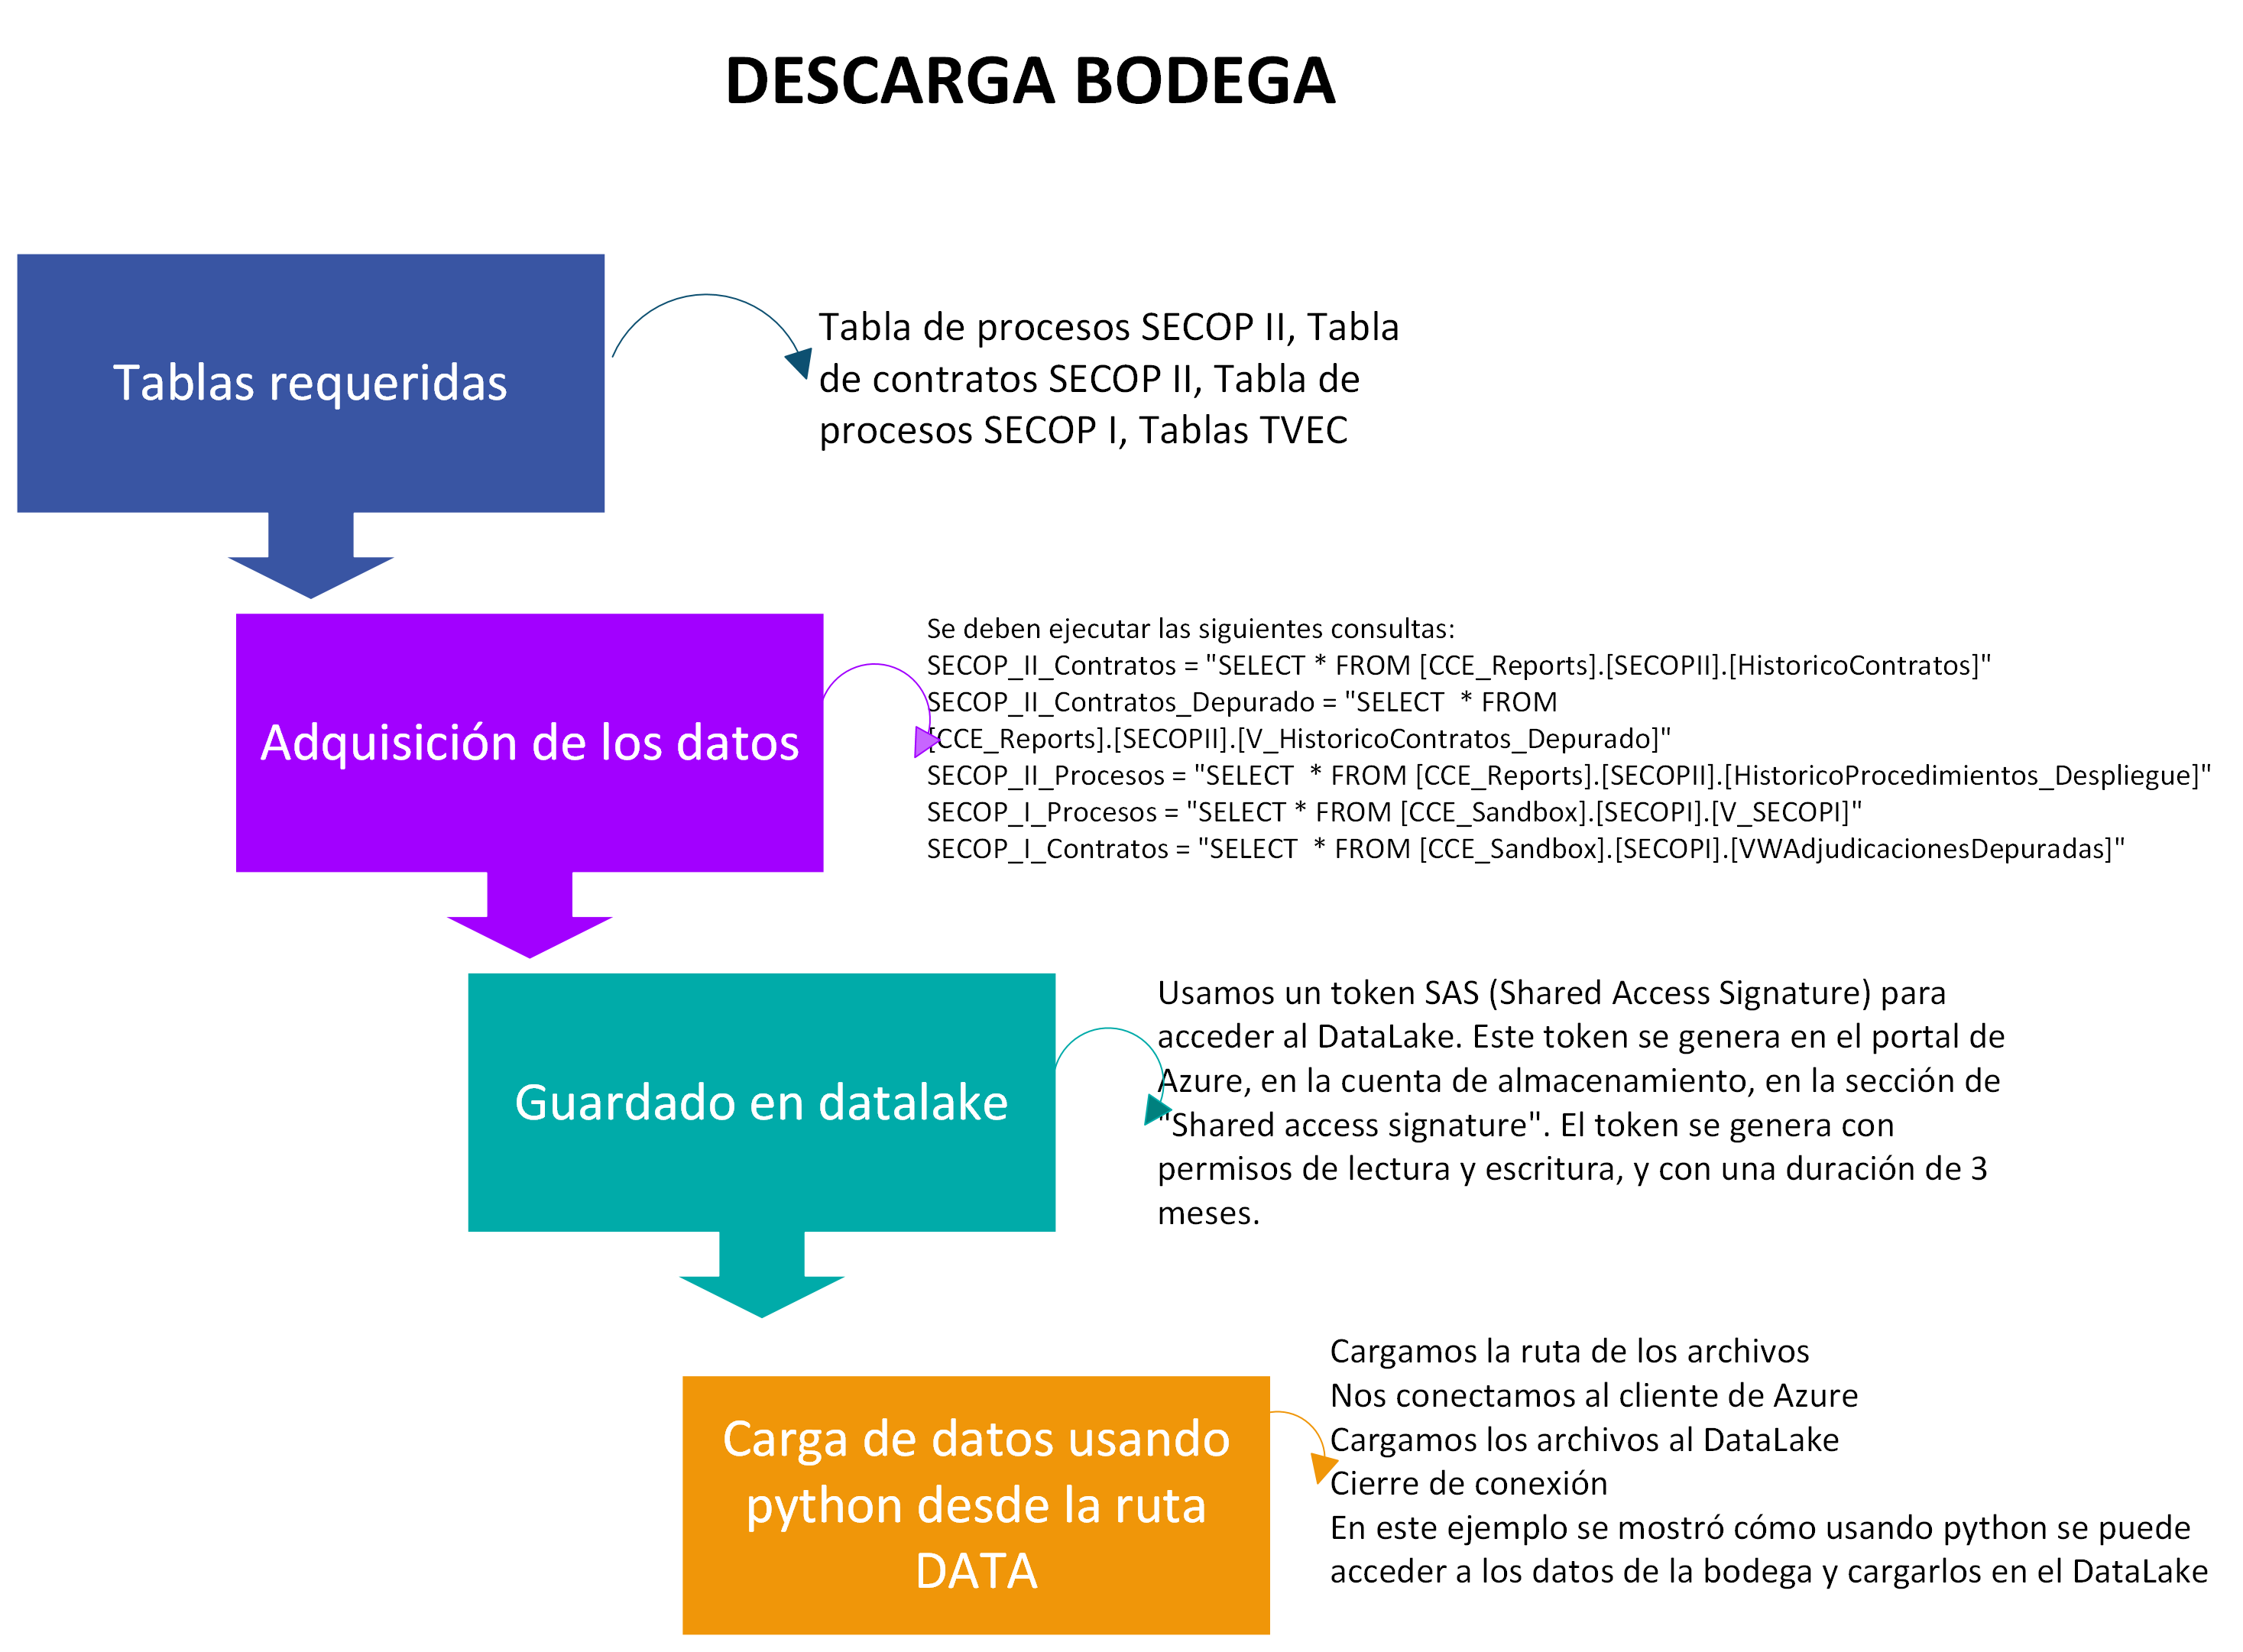 DESCARGA BODEGA
Tablas requeridas
Tabla de procesos SECOP II, Tabla
de contratos SECOP II, Tabla de
procesos SECOP I, Tablas TVEC
Adquisición de los datos
Se deben ejecutar las siguientes consultas:
SECOP_II_Contratos = "SELECT * FROM [CCE_Reports].[SECOPII].[HistoricoContratos]"
SECOP_II_Contratos_Depurado = "SELECT  * FROM
[CCE_Reports].[SECOPII].[V_HistoricoContratos_Depurado]"
SECOP_II_Procesos = "SELECT  * FROM [CCE_Reports].[SECOPII].[HistoricoProcedimientos_Despliegue]"
SECOP_I_Procesos = "SELECT * FROM [CCE_Sandbox].[SECOPI].[V_SECOPI]"
SECOP_I_Contratos = "SELECT  * FROM [CCE_Sandbox].[SECOPI].[VWAdjudicacionesDepuradas]"
Guardado en datalake
Usamos un token SAS (Shared Access Signature) para
acceder al DataLake. Este token se genera en el portal de
Azure, en la cuenta de almacenamiento, en la sección de
"Shared access signature". El token se genera con
permisos de lectura y escritura, y con una duración de 3
meses.
Carga de datos usando
python desde la ruta
DATA
Cargamos la ruta de los archivos
Nos conectamos al cliente de Azure
Cargamos los archivos al DataLake
Cierre de conexión
En este ejemplo se mostró cómo usando python se puede
acceder a los datos de la bodega y cargarlos en el DataLake